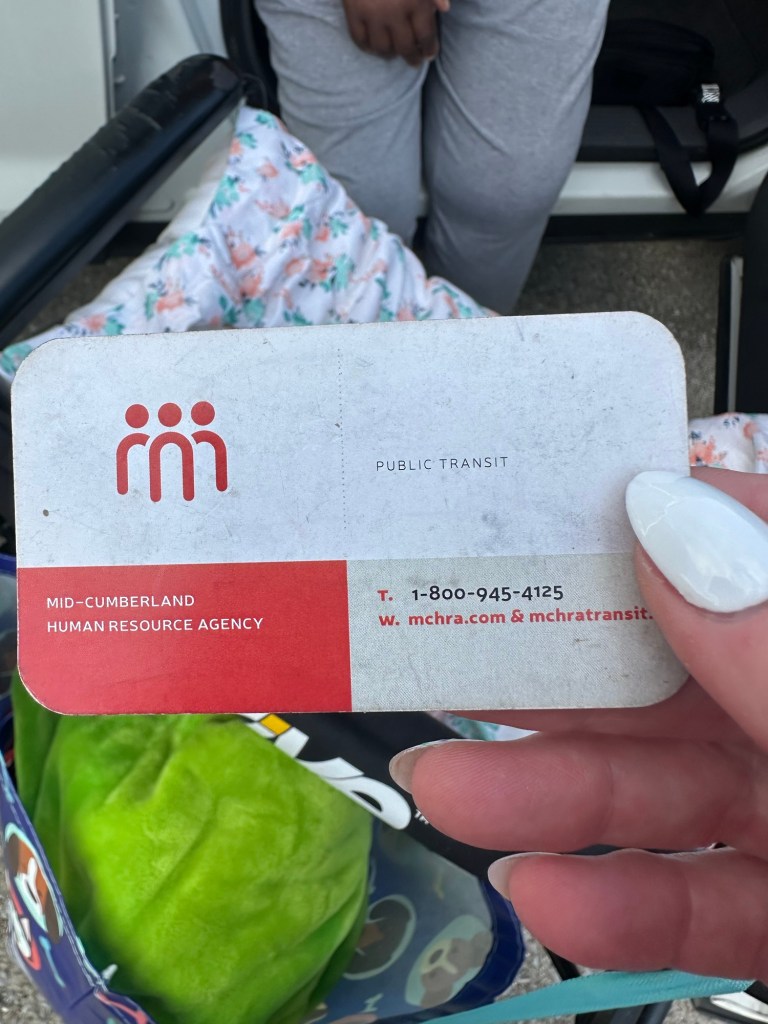 PUBLIC TRANSIT
MID-CUMBERLAND
HUMAN RESOURCE AGENCY
T. 1-800-945-4125
W. mchra.com & mchratransit.